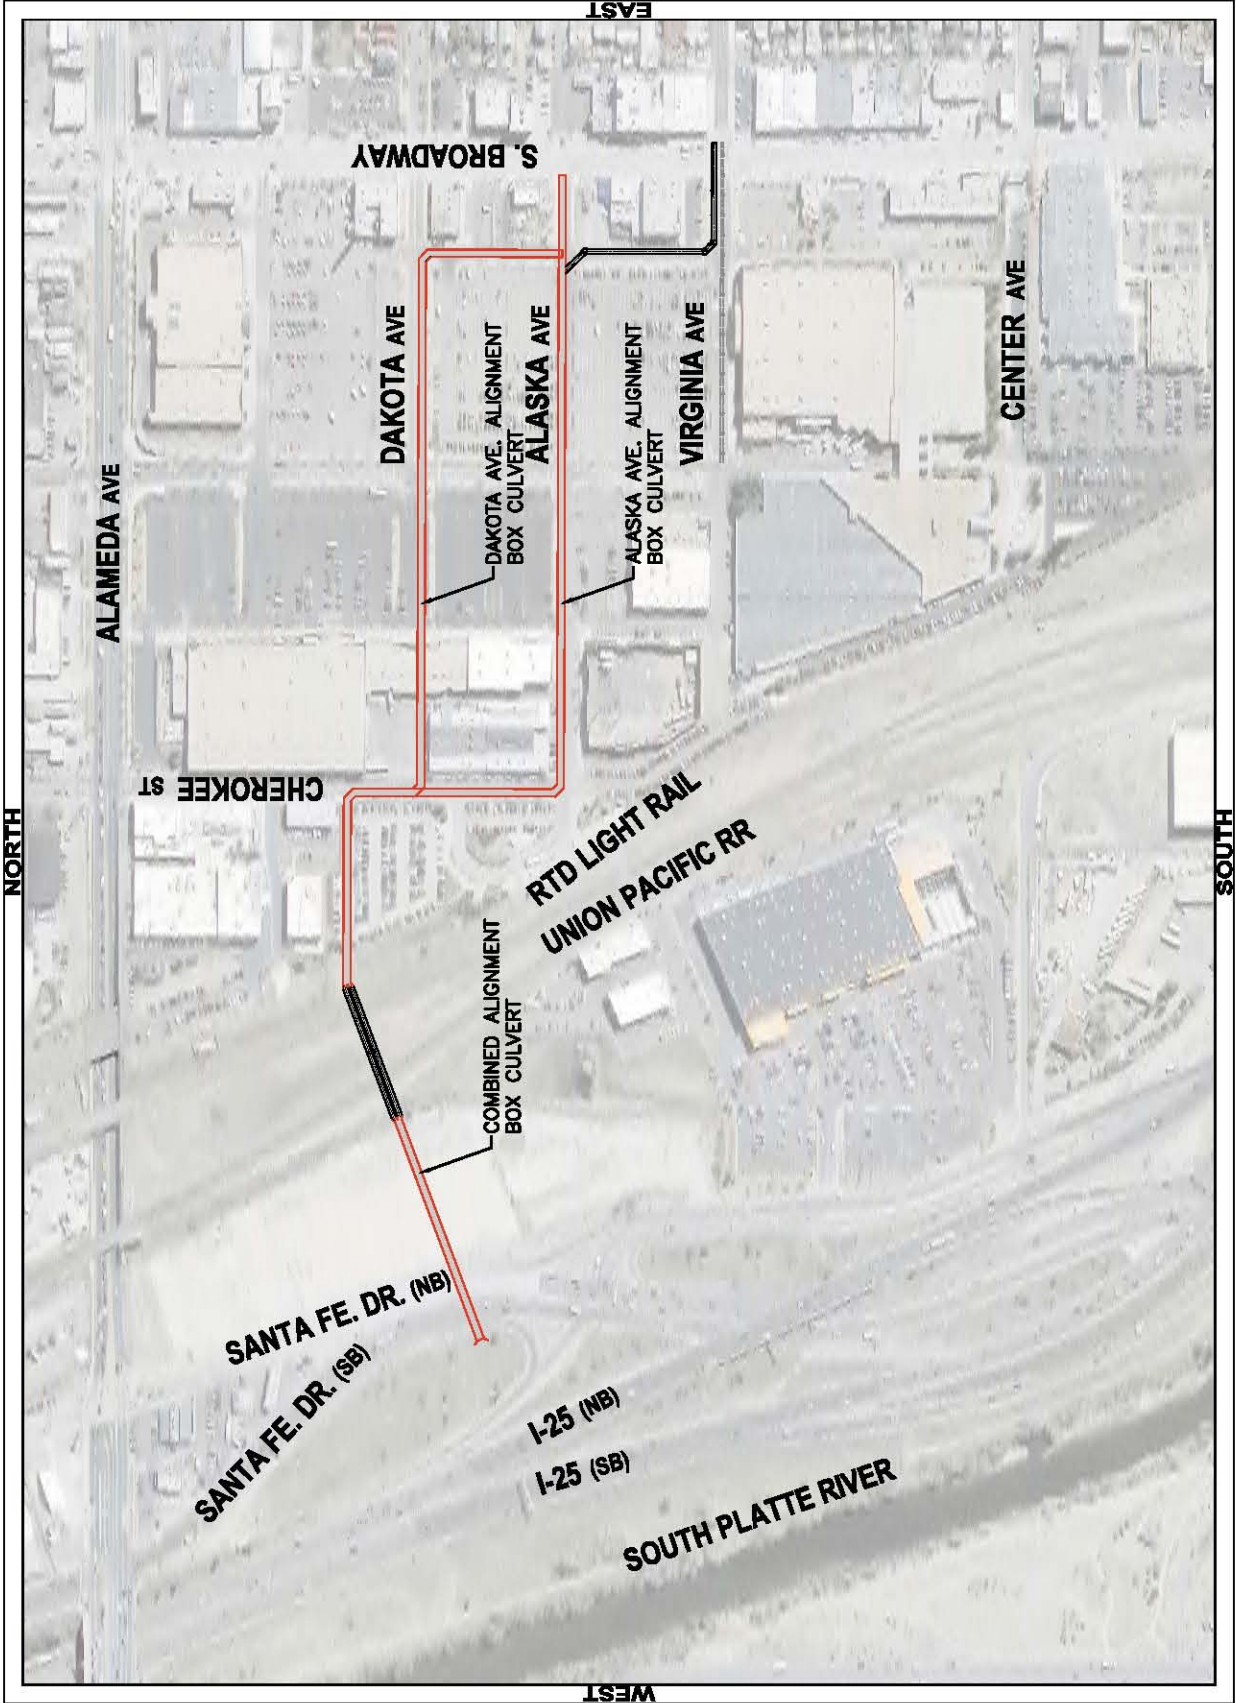 EAST
NORTH
SOUTH
WEST
S. BROADWAY
ALAMEDA AVE
DAKOTA AVE
ALASKA AVE
VIRGINIA AVE
CENTER AVE
DAKOTA AVE. ALIGNMENT
BOX CULVERT
ALASKA AVE. ALIGNMENT
BOX CULVERT
CHEROKEE ST
RTD LIGHT RAIL
UNION PACIFIC RR
COMBINED ALIGNMENT
BOX CULVERT
SANTA FE. DR. (NB)
SANTA FE. DR. (SB)
I-25 (NB)
I-25 (SB)
SOUTH PLATTE RIVER